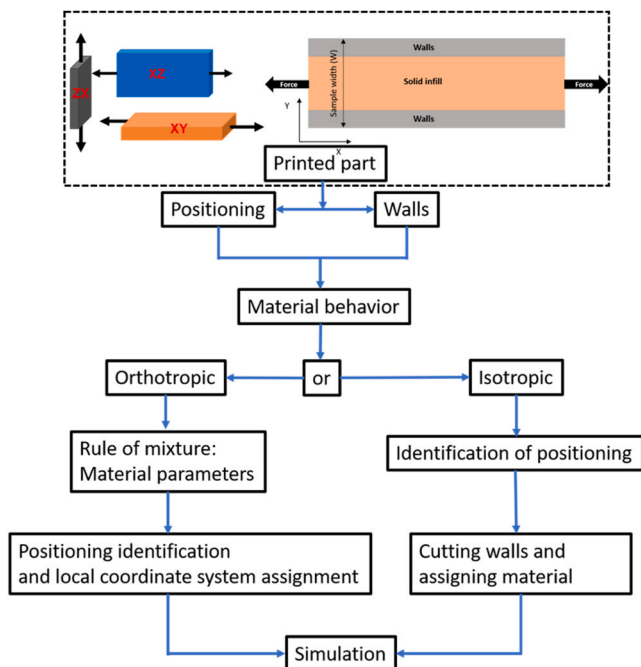 Walls
XZ
ZX
Force
Solid infill
Force
Sample width (W)
XY
Y
Walls
X
Printed part
Positioning
Walls
Material behavior
Orthotropic
or
Isotropic
Rule of mixture:
Material parameters
Identification of positioning
Positioning identification
and local coordinate system assignment
Cutting walls and
assigning material
Simulation